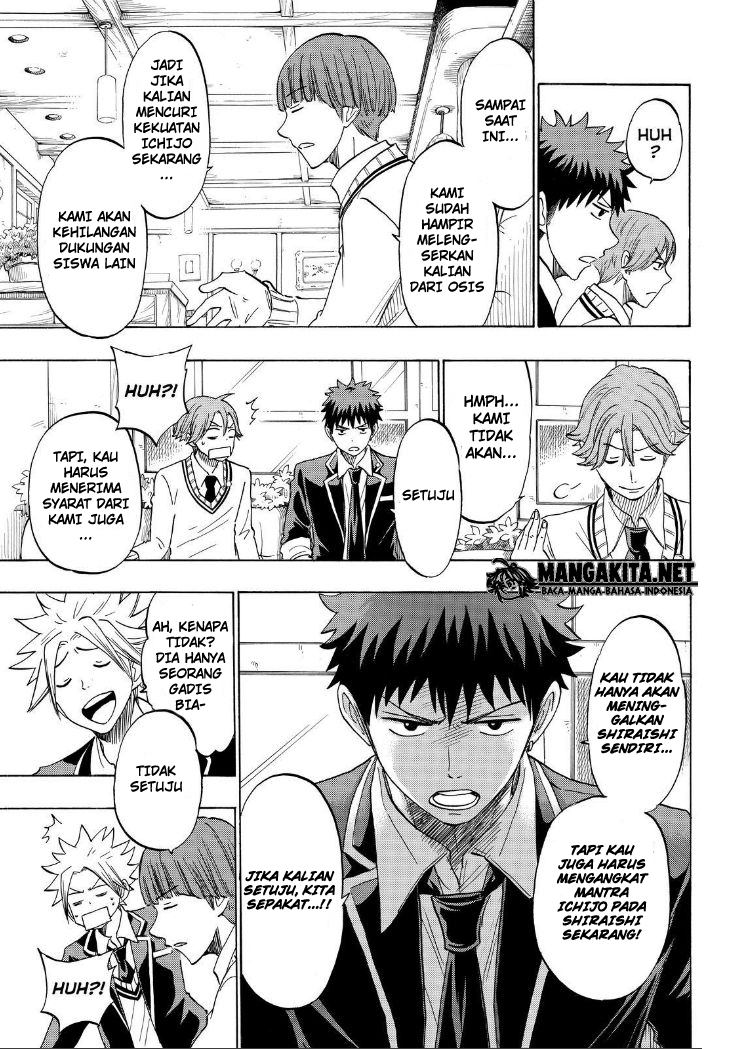 HUH
?
SAMPAI
SAAT
INI...
KAMI
SUDAH
HAMPIR
MELENG-
SERKAN
KALIAN
DARI OSIS
JADI
JIKA
KALIAN
MENCURI
KEKUATAN
ICHIJO
SEKARANG
...
KAMI AKAN
KEHILANGAN
DUKUNGAN
SISWA LAIN
HMPH...
KAMI
TIDAK
AKAN...
SETUJU
HUH?!
TAPI, KAU
HARUS
MENERIMA
SYARAT DARI
KAMI JUGA
...
MANGAKITA.NET
BACA-MANGA-BAHASA-INDONESIA
KAU TIDAK
HANYA AKAN
MENING-
GALKAN
SHIRAISHI
SENDIRI...
TAPI KAU
JUGA HARUS
MENGANGKAT
MANTRA
ICHIJO PADA
SHIRAISHI
SEKARANG!
JIKA KALIAN
SETUJU, KITA
SEPAKAT...!!
AH, KENAPA
TIDAK?
DIA HANYA
SEORANG
GADIS
BIA-
TIDAK
SETUJU
HUH?!